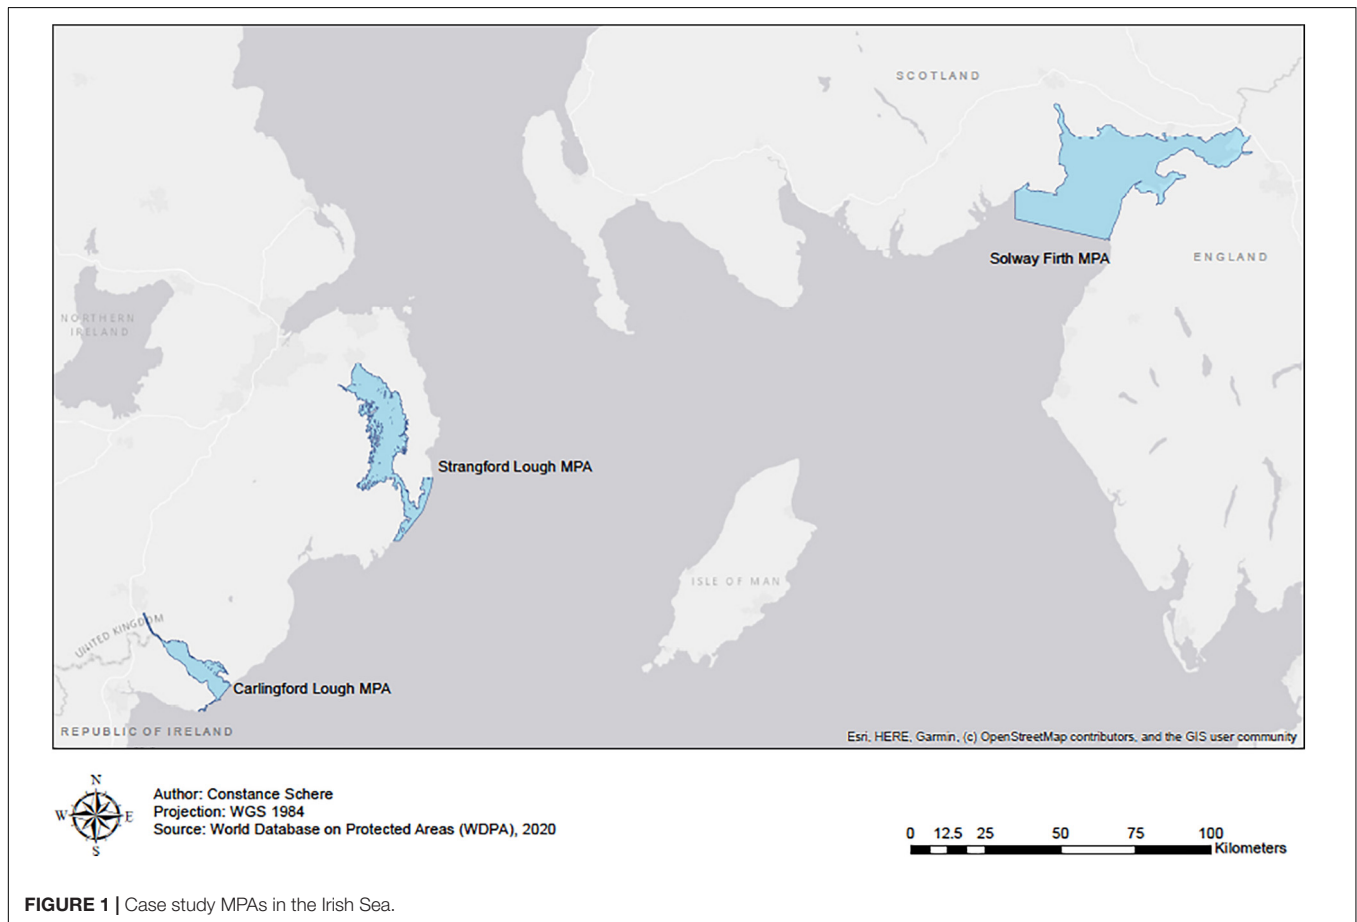 SCOTLAND
Solway Firth MPA
ENGLAND
NORTHERN
IRELAND
Strangford Lough MPA
ISLE OF MAN
UNITED KINGDOM
Carlingford Lough MPA
REPUBLIC OF IRELAND
Esri, HERE, Garmin, (c) OpenStreetMap contributors, and the GIS user community
N
W
E
S
Author: Constance Schere
Projection: WGS 1984
Source: World Database on Protected Areas (WDPA), 2020
0 12.5 25 50 75 100
Kilometers
FIGURE 1 | Case study MPAs in the Irish Sea.